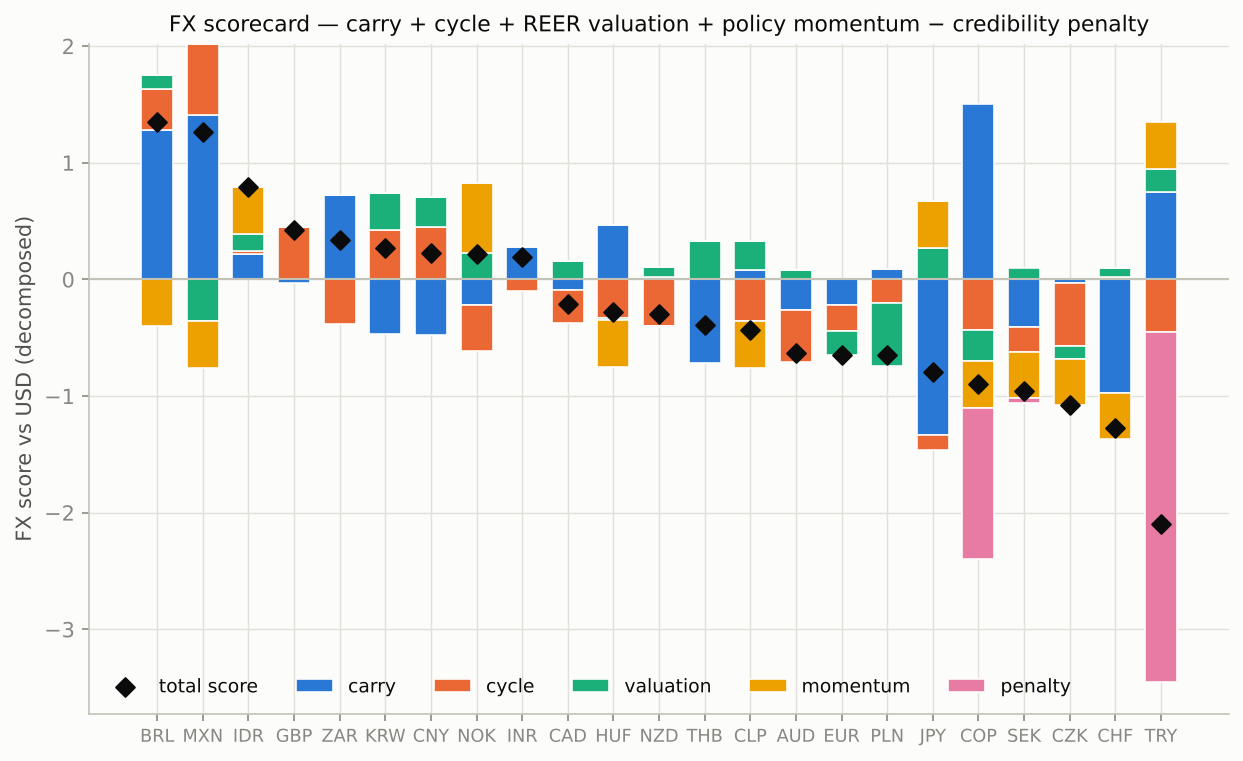 FX scorecard — carry + cycle + REER valuation + policy momentum − credibility penalty
FX score vs USD (decomposed)
2
1
0
−1
−2
−3
total score
carry
cycle
valuation
momentum
penalty
BRL MXN IDR GBP ZAR KRW CNY NOK INR CAD HUF NZD THB CLP AUD EUR PLN JPY COP SEK CZK CHF TRY